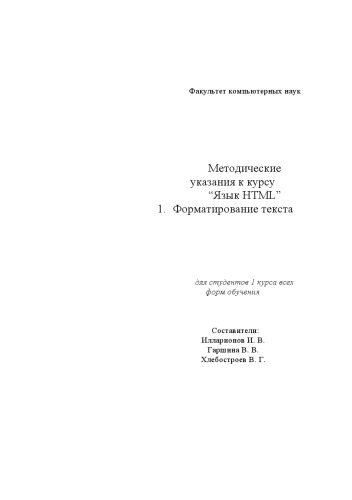 Факультет компьютерных наук
Методические
указания к курсу
“Язык HTML”
1. Форматирование текста
для студентов 1 курса всех
форм обучения
Составители:
Илларионов И. В.
Гаршина В. В.
Хлебостроев В. Г.